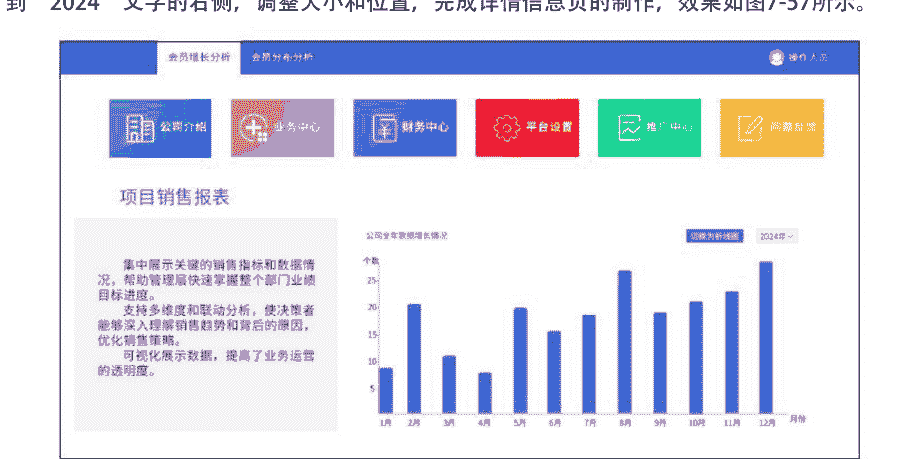 到"2024"文字的右侧，调整大小和位置，完成详情信息页的制作，效果如图7-57所示。
会员增长分析 会员分布分析 操作人员
公司介绍 业务中心 财务中心 平台设置 推广中心
项目销售报表
公司全年数据增长情况 切换为折线图 2024年
个数
集中展示关键的销售指标和数据情
况，帮助管理层快速掌握整个部门业绩
目标进度。
支持多维度和联动分析，使决策者
能够深入理解销售趋势和背后的原因，
优化销售策略。
可视化展示数据，提高了业务运营
的透明度。
25
20
15
10
5
1月 2月 3月 4月 5月 6月 7月 8月 9月 10月 11月 12月 月份